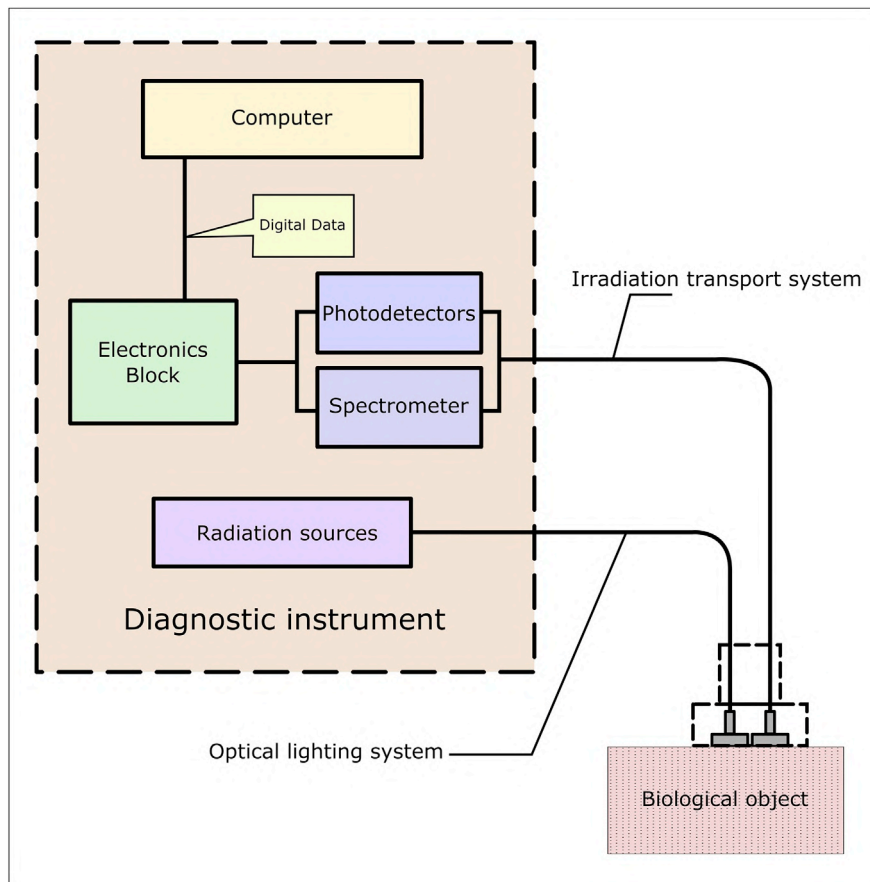 Computer
Digital Data
Irradiation transport system
Photodetectors
Electronics
Block
Spectrometer
Radiation sources
Diagnostic instrument
Optical lighting system
Biological object